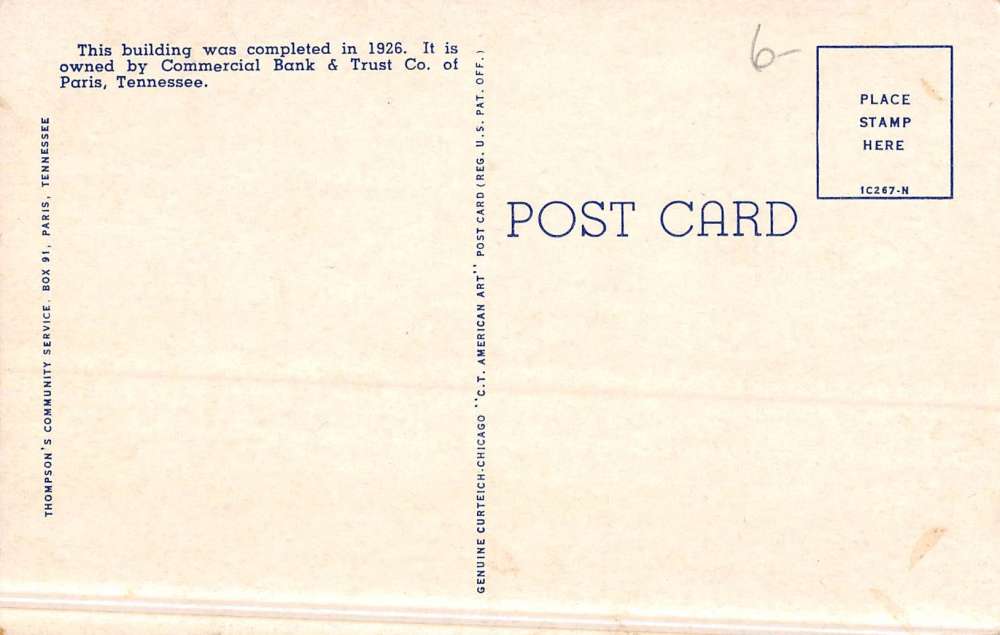 This building was completed in 1926. It is
owned by Commercial Bank & Trust Co. of
Paris, Tennessee.
THOMPSON'S COMMUNITY SERVICE, BOX 91, PARIS, TENNESSEE
GENUINE CURTEICH-CHICAGO "C.T. AMERICAN ART" POST CARD (REG. U.S. PAT. OFF.)
6-
POST CARD
PLACE
STAMP
HERE
1C267-N